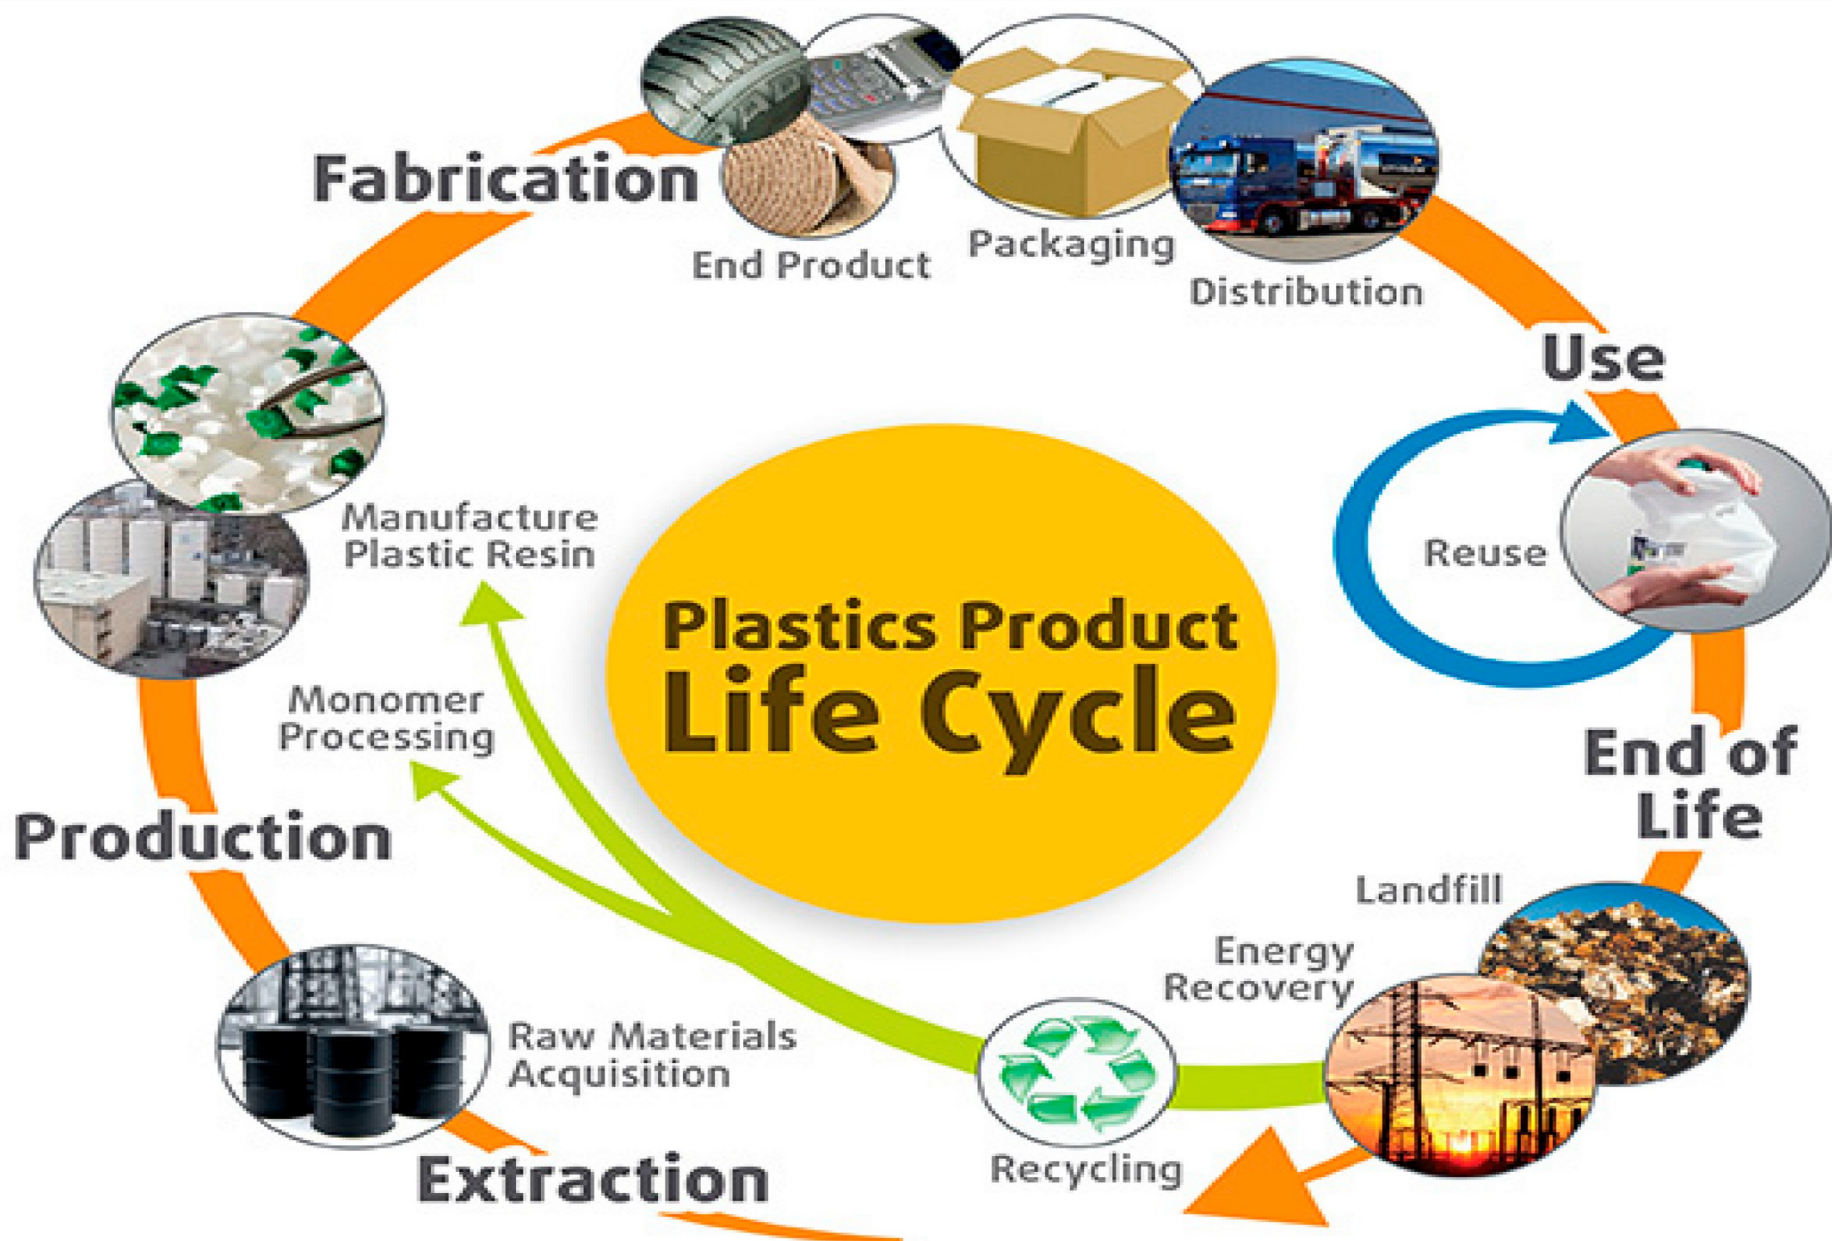 Fabrication
End Product
Packaging
Distribution
Use
Reuse
Manufacture
Plastic Resin
Plastics Product
Life Cycle
Monomer
Processing
End of
Life
Production
Landfill
Energy
Recovery
Raw Materials
Acquisition
Recycling
Extraction